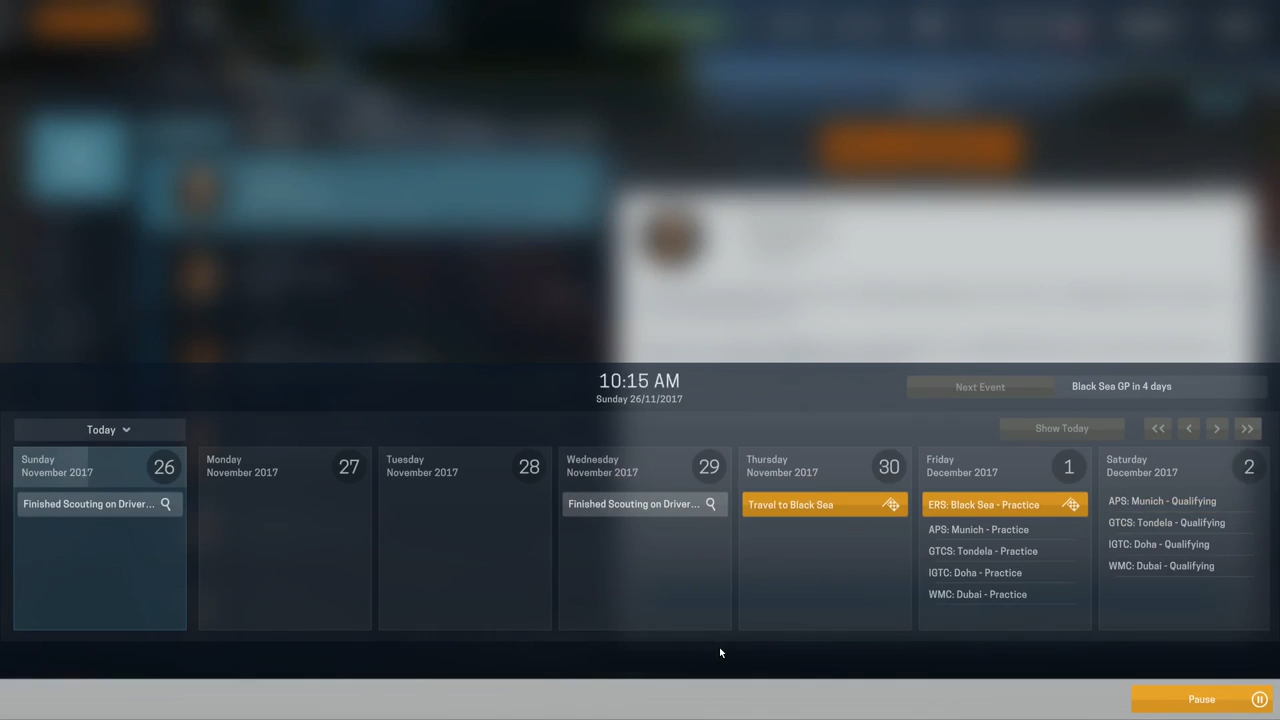 10:15 AM
Sunday 26/11/2017
Next Event
Black Sea GP in 4 days
Today
Show Today
Sunday
November 2017
26
Finished Scouting on Driver...
Monday
November 2017
27
Tuesday
November 2017
28
Wednesday
November 2017
29
Finished Scouting on Driver...
Thursday
November 2017
30
Travel to Black Sea
Friday
December 2017
1
ERS: Black Sea - Practice
APS: Munich - Practice
GTCS: Tondela - Practice
IGTC: Doha - Practice
WMC: Dubai - Practice
Saturday
December 2017
2
APS: Munich - Qualifying
GTCS: Tondela - Qualifying
IGTC: Doha - Qualifying
WMC: Dubai - Qualifying
Pause